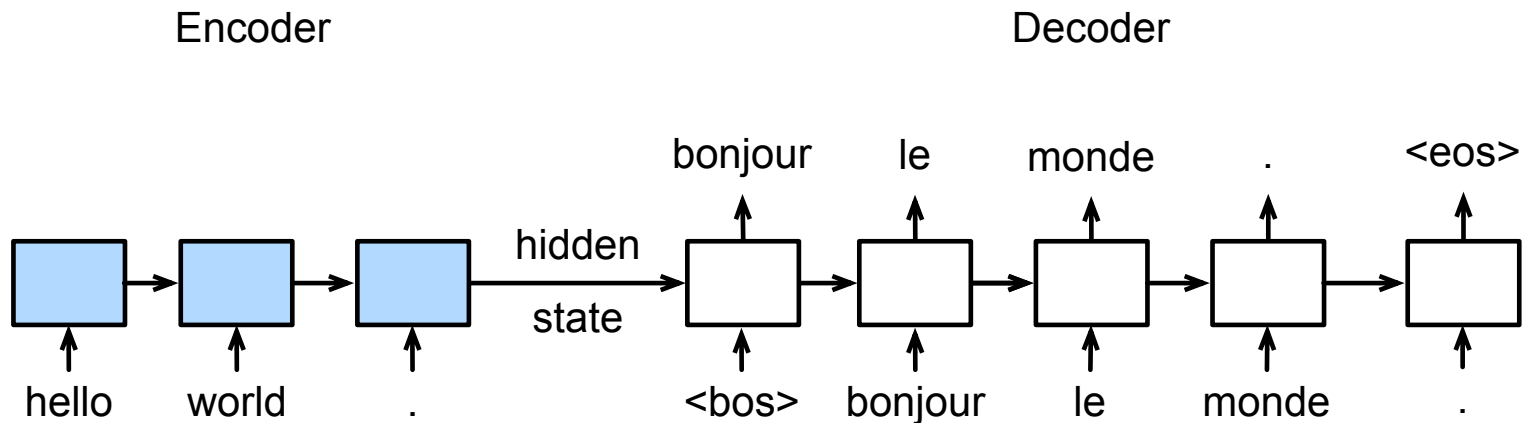 Encoder Decoder
bonjour le monde . <eos>
hidden
state
hello world . <bos> bonjour le monde .